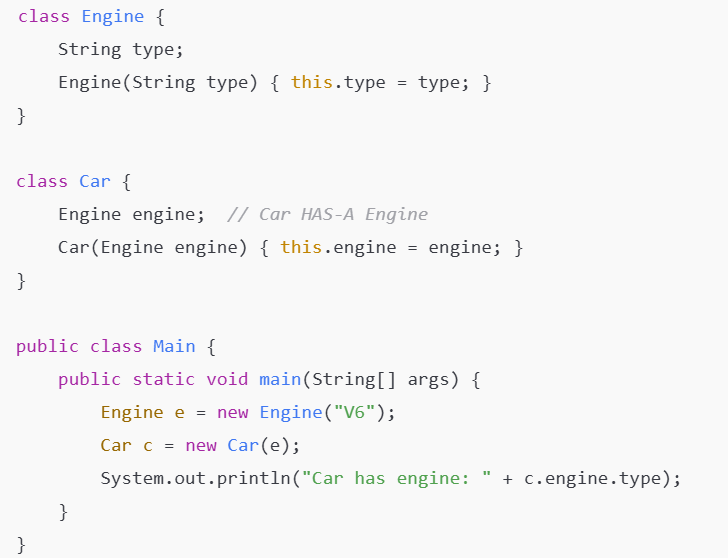 class Engine {
    String type;
    Engine(String type) { this.type = type; }
}

class Car {
    Engine engine;  // Car HAS-A Engine
    Car(Engine engine) { this.engine = engine; }
}

public class Main {
    public static void main(String[] args) {
        Engine e = new Engine("V6");
        Car c = new Car(e);
        System.out.println("Car has engine: " + c.engine.type);
    }
}